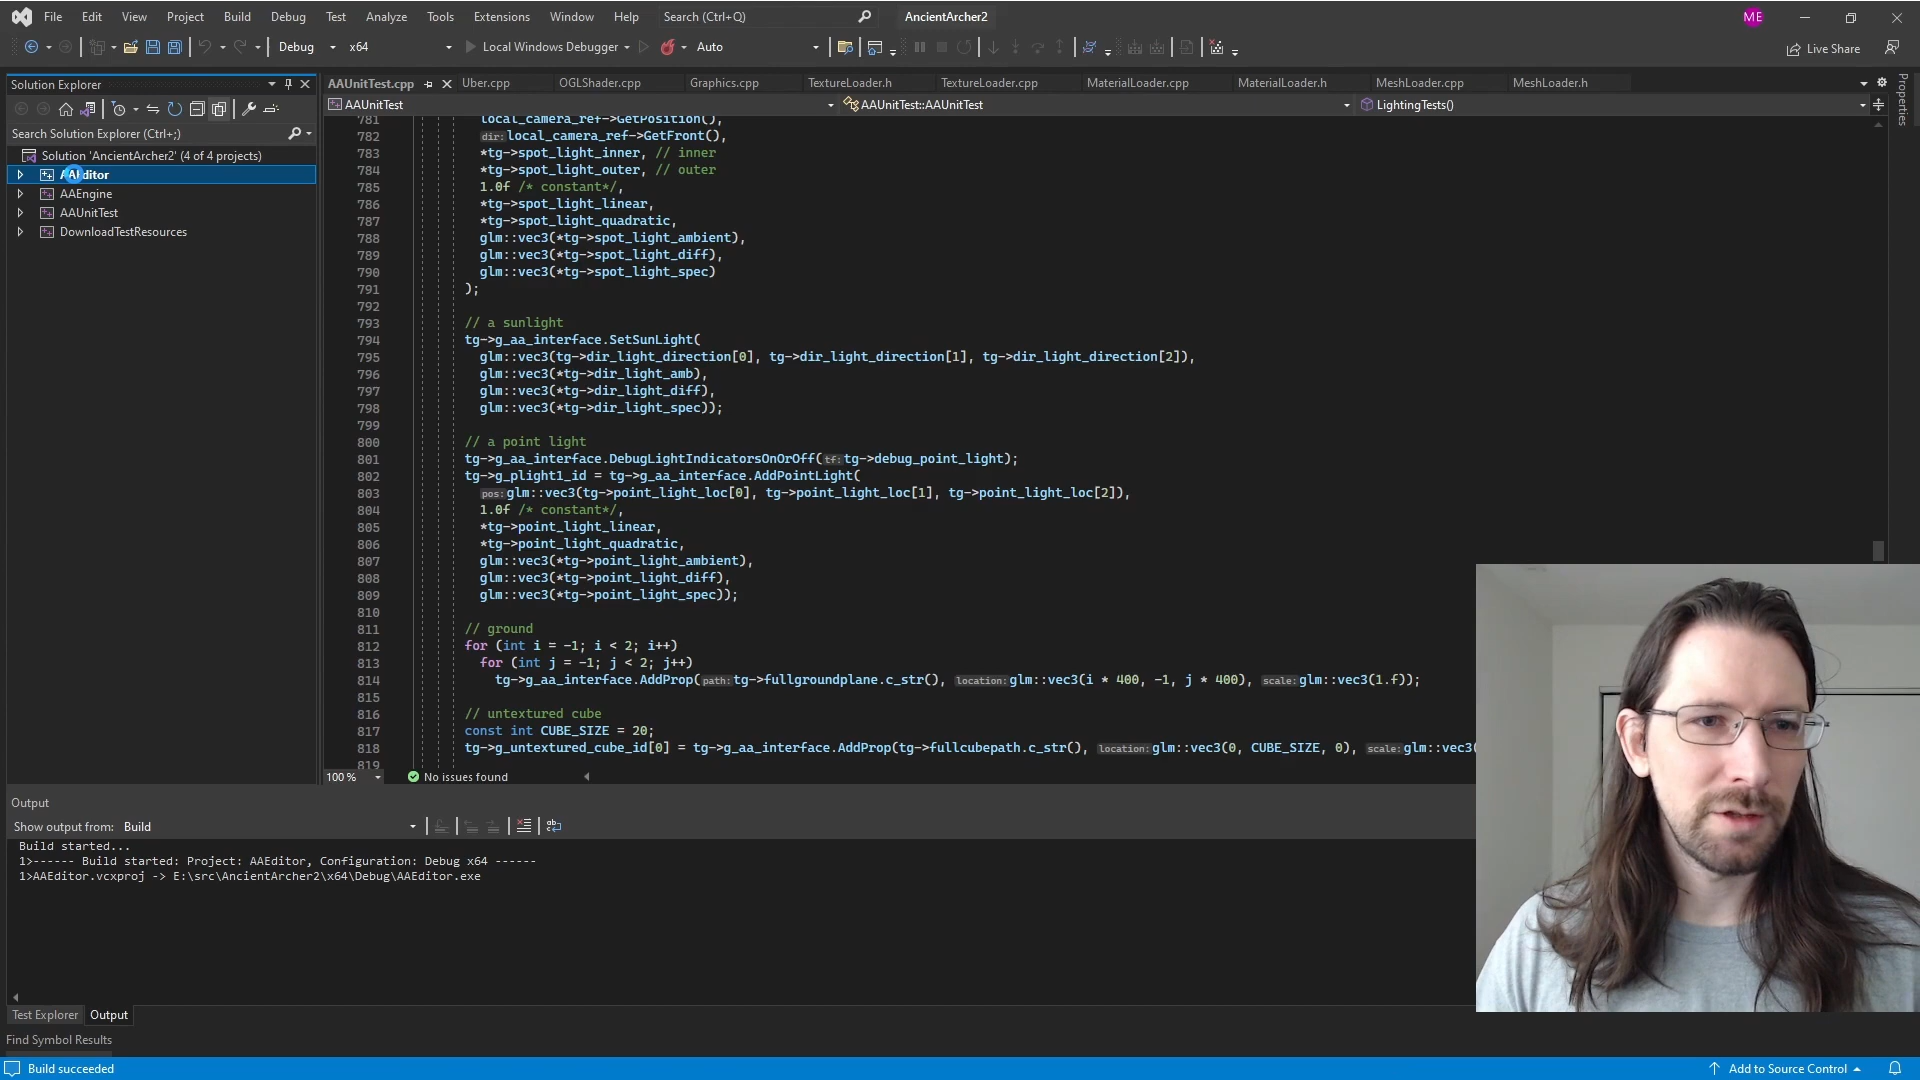 File Edit View Project Build Debug Test Analyze Tools Extensions Window Help Search (Ctrl+Q) AncientArcher2 ME
Debug x64 Local Windows Debugger Auto Live Share
Solution Explorer
Search Solution Explorer (Ctrl+;)
Solution 'AncientArcher2' (4 of 4 projects)
AAEditor
AAEngine
AAUnitTest
DownloadTestResources
AAUnitTest.cpp Uber.cpp OGLShader.cpp Graphics.cpp TextureLoader.h TextureLoader.cpp MaterialLoader.cpp MaterialLoader.h MeshLoader.cpp MeshLoader.h
AAUnitTest AAUnitTest::AAUnitTest LightingTests()
Properties
781 local_camera_ref->GetPosition(),
782 dir: local_camera_ref->GetFront(),
783 *tg->spot_light_inner, // inner
784 *tg->spot_light_outer, // outer
785 1.0f /* constant*/,
786 *tg->spot_light_linear,
787 *tg->spot_light_quadratic,
788 glm::vec3(*tg->spot_light_ambient),
789 glm::vec3(*tg->spot_light_diff),
790 glm::vec3(*tg->spot_light_spec)
791 );
792
793 // a sunlight
794 tg->g_aa_interface.SetSunLight(
795 glm::vec3(tg->dir_light_direction[0], tg->dir_light_direction[1], tg->dir_light_direction[2]),
796 glm::vec3(*tg->dir_light_amb),
797 glm::vec3(*tg->dir_light_diff),
798 glm::vec3(*tg->dir_light_spec));
799
800 // a point light
801 tg->g_aa_interface.DebugLightIndicatorsOnOrOff(tf: tg->debug_point_light);
802 tg->g_plight1_id = tg->g_aa_interface.AddPointLight(
803 pos: glm::vec3(tg->point_light_loc[0], tg->point_light_loc[1], tg->point_light_loc[2]),
804 1.0f /* constant*/,
805 *tg->point_light_linear,
806 *tg->point_light_quadratic,
807 glm::vec3(*tg->point_light_ambient),
808 glm::vec3(*tg->point_light_diff),
809 glm::vec3(*tg->point_light_spec));
810
811 // ground
812 for (int i = -1; i < 2; i++)
813 for (int j = -1; j < 2; j++)
814 tg->g_aa_interface.AddProp(path: tg->fullgroundplane.c_str(), location: glm::vec3(i * 400, -1, j * 400), scale: glm::vec3(1.f));
815
816 // untextured cube
817 const int CUBE_SIZE = 20;
818 tg->g_untextured_cube_id[0] = tg->g_aa_interface.AddProp(tg->fullcubepath.c_str(), location: glm::vec3(0, CUBE_SIZE, 0), scale: glm::vec3(
819
100 % No issues found
Output
Show output from: Build
Build started...
1>------ Build started: Project: AAEditor, Configuration: Debug x64 ------
1>AAEditor.vcxproj -> E:\src\AncientArcher2\x64\Debug\AAEditor.exe
Test Explorer Output
Find Symbol Results
Build succeeded Add to Source Control